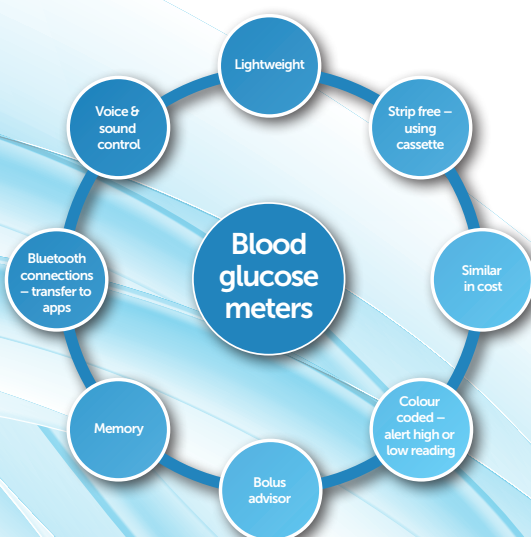 Lightweight
Strip free –
using
cassette
Similar
in cost
Colour
coded –
alert high or
low reading
Bolus
advisor
Memory
Bluetooth
connections
– transfer to
apps
Voice &
sound
control
Blood
glucose
meters